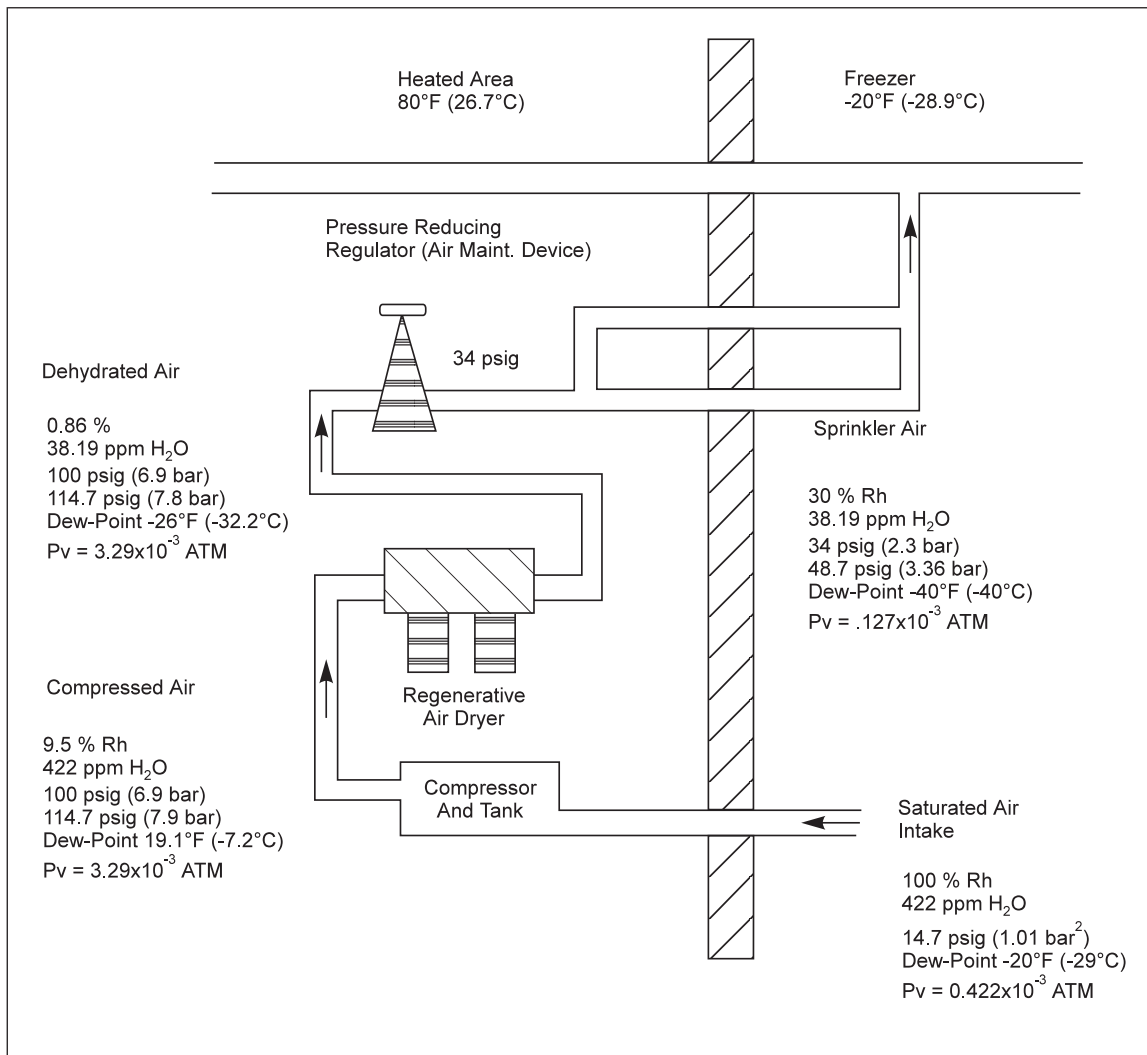 Heated Area
80°F (26.7°C)
Freezer
-20°F (-28.9°C)
Pressure Reducing
Regulator (Air Maint. Device)
34 psig
Dehydrated Air
0.86 %
38.19 ppm H₂O
100 psig (6.9 bar)
114.7 psig (7.8 bar)
Dew-Point -26°F (-32.2°C)
Pv = 3.29x10⁻³ ATM
Sprinkler Air
30 % Rh
38.19 ppm H₂O
34 psig (2.3 bar)
48.7 psig (3.36 bar)
Dew-Point -40°F (-40°C)
Pv = .127x10⁻³ ATM
Regenerative
Air Dryer
Compressed Air
9.5 % Rh
422 ppm H₂O
100 psig (6.9 bar)
114.7 psig (7.9 bar)
Dew-Point 19.1°F (-7.2°C)
Pv = 3.29x10⁻³ ATM
Compressor
And Tank
Saturated Air
Intake
100 % Rh
422 ppm H₂O
14.7 psig (1.01 bar²)
Dew-Point -20°F (-29°C)
Pv = 0.422x10⁻³ ATM